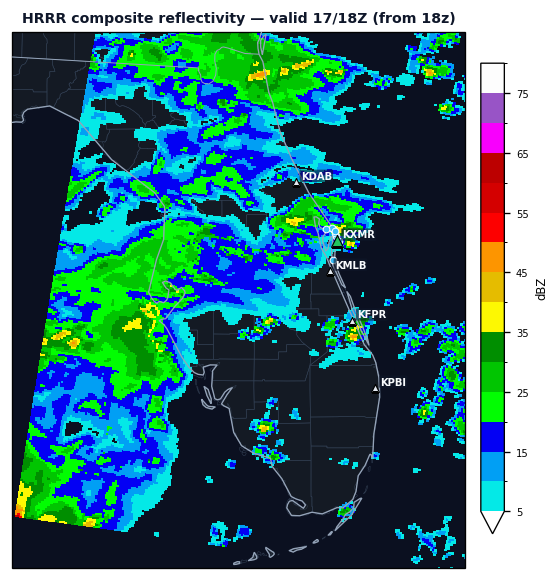 HRRR composite reflectivity — valid 17/18Z (from 18z)
KDAB
KXMR
KMLB
KFPR
KPBI
75
65
55
45
35
25
15
5
dBZ